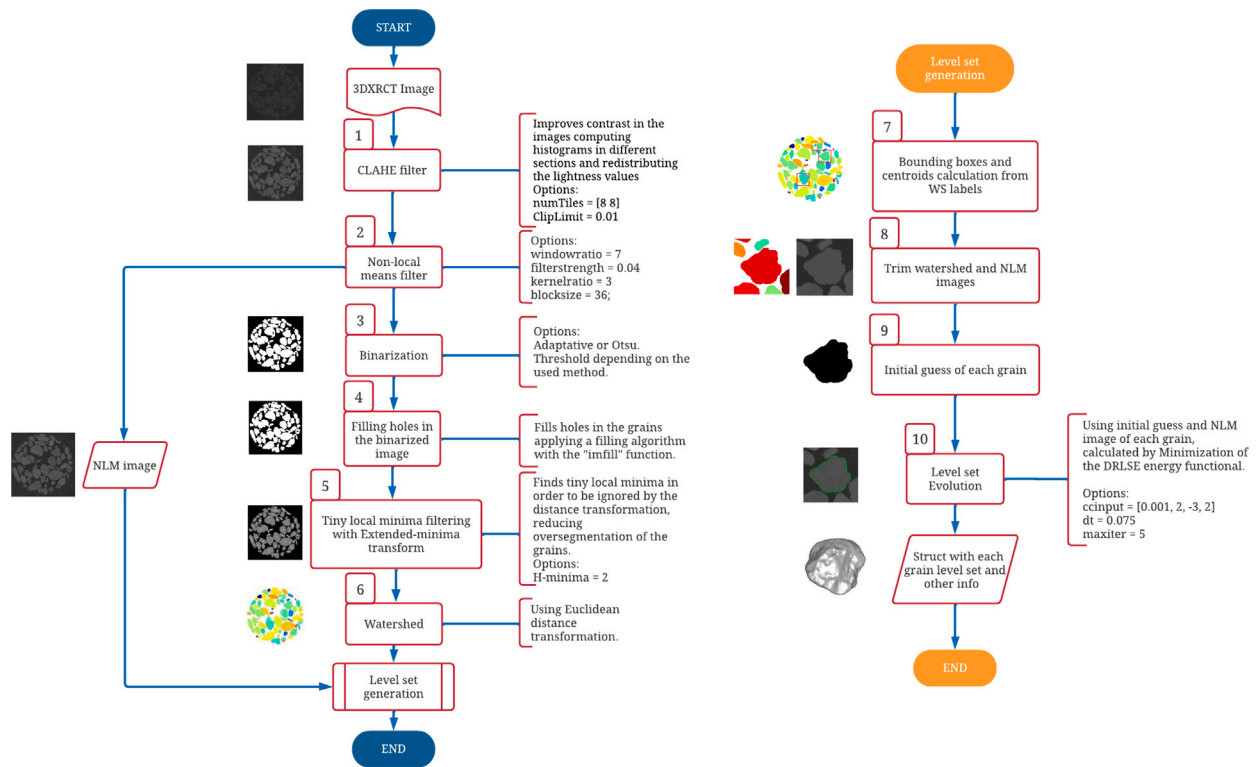 START
3DXRCT Image
1
CLAHE filter
Improves contrast in the
images computing
histograms in different
sections and redistributing
the lightness values
Options:
numTiles = [8 8]
ClipLimit = 0.01
2
Non-local
means filter
Options:
windowratio = 7
filterstrength = 0.04
kernelratio = 3
blocksize = 36;
3
Binarization
Options:
Adaptative or Otsu.
Threshold depending on the
used method.
4
Filling holes in
the binarized
image
Fills holes in the grains
applying a filling algorithm
with the "imfill" function.
NLM image
5
Tiny local minima filtering
with Extended-minima
transform
Finds tiny local minima in
order to be ignored by the
distance transformation,
reducing
oversegmentation of the
grains.
Options:
H-minima = 2
6
Watershed
Using Euclidean
distance
transformation.
Level set
generation
END
Level set
generation
7
Bounding boxes and
centroids calculation from
WS labels
8
Trim watershed and NLM
images
9
Initial guess of each grain
10
Level set
Evolution
Using initial guess and NLM
image of each grain,
calculated by Minimization of
the DRLSE energy functional.
Options:
ccinput = [0.001, 2, -3, 2]
dt = 0.075
maxiter = 5
Struct with each
grain level set and
other info
END